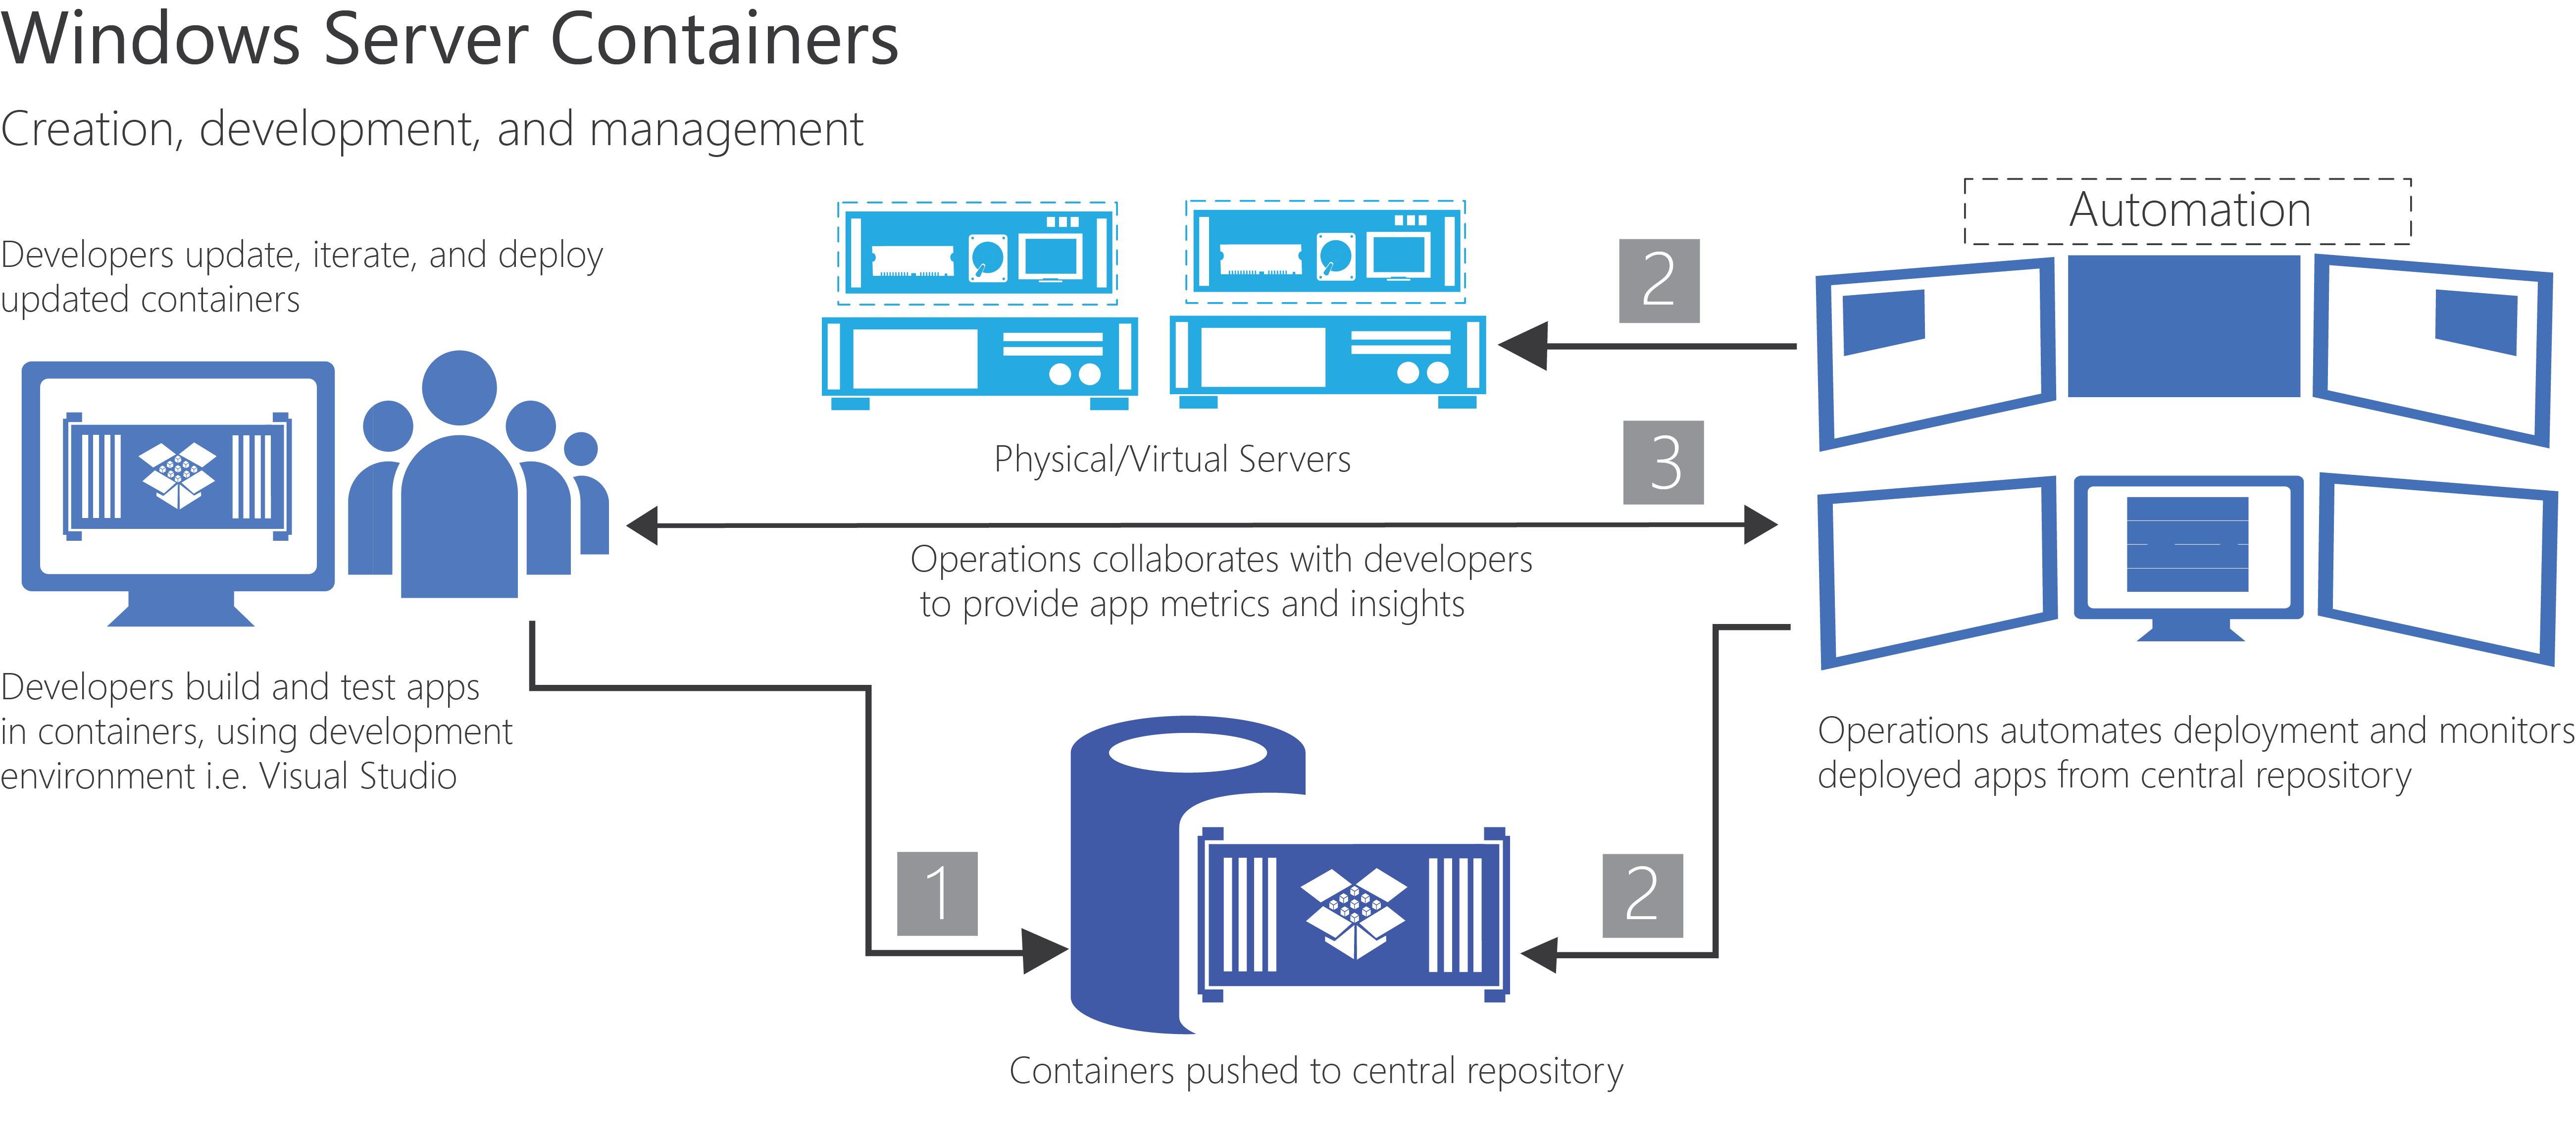 Windows Server Containers
Creation, development, and management
Developers update, iterate, and deploy
updated containers
Automation
2
Physical/Virtual Servers
3
Operations collaborates with developers
to provide app metrics and insights
Developers build and test apps
in containers, using development
environment i.e. Visual Studio
Operations automates deployment and monitors
deployed apps from central repository
1
2
Containers pushed to central repository